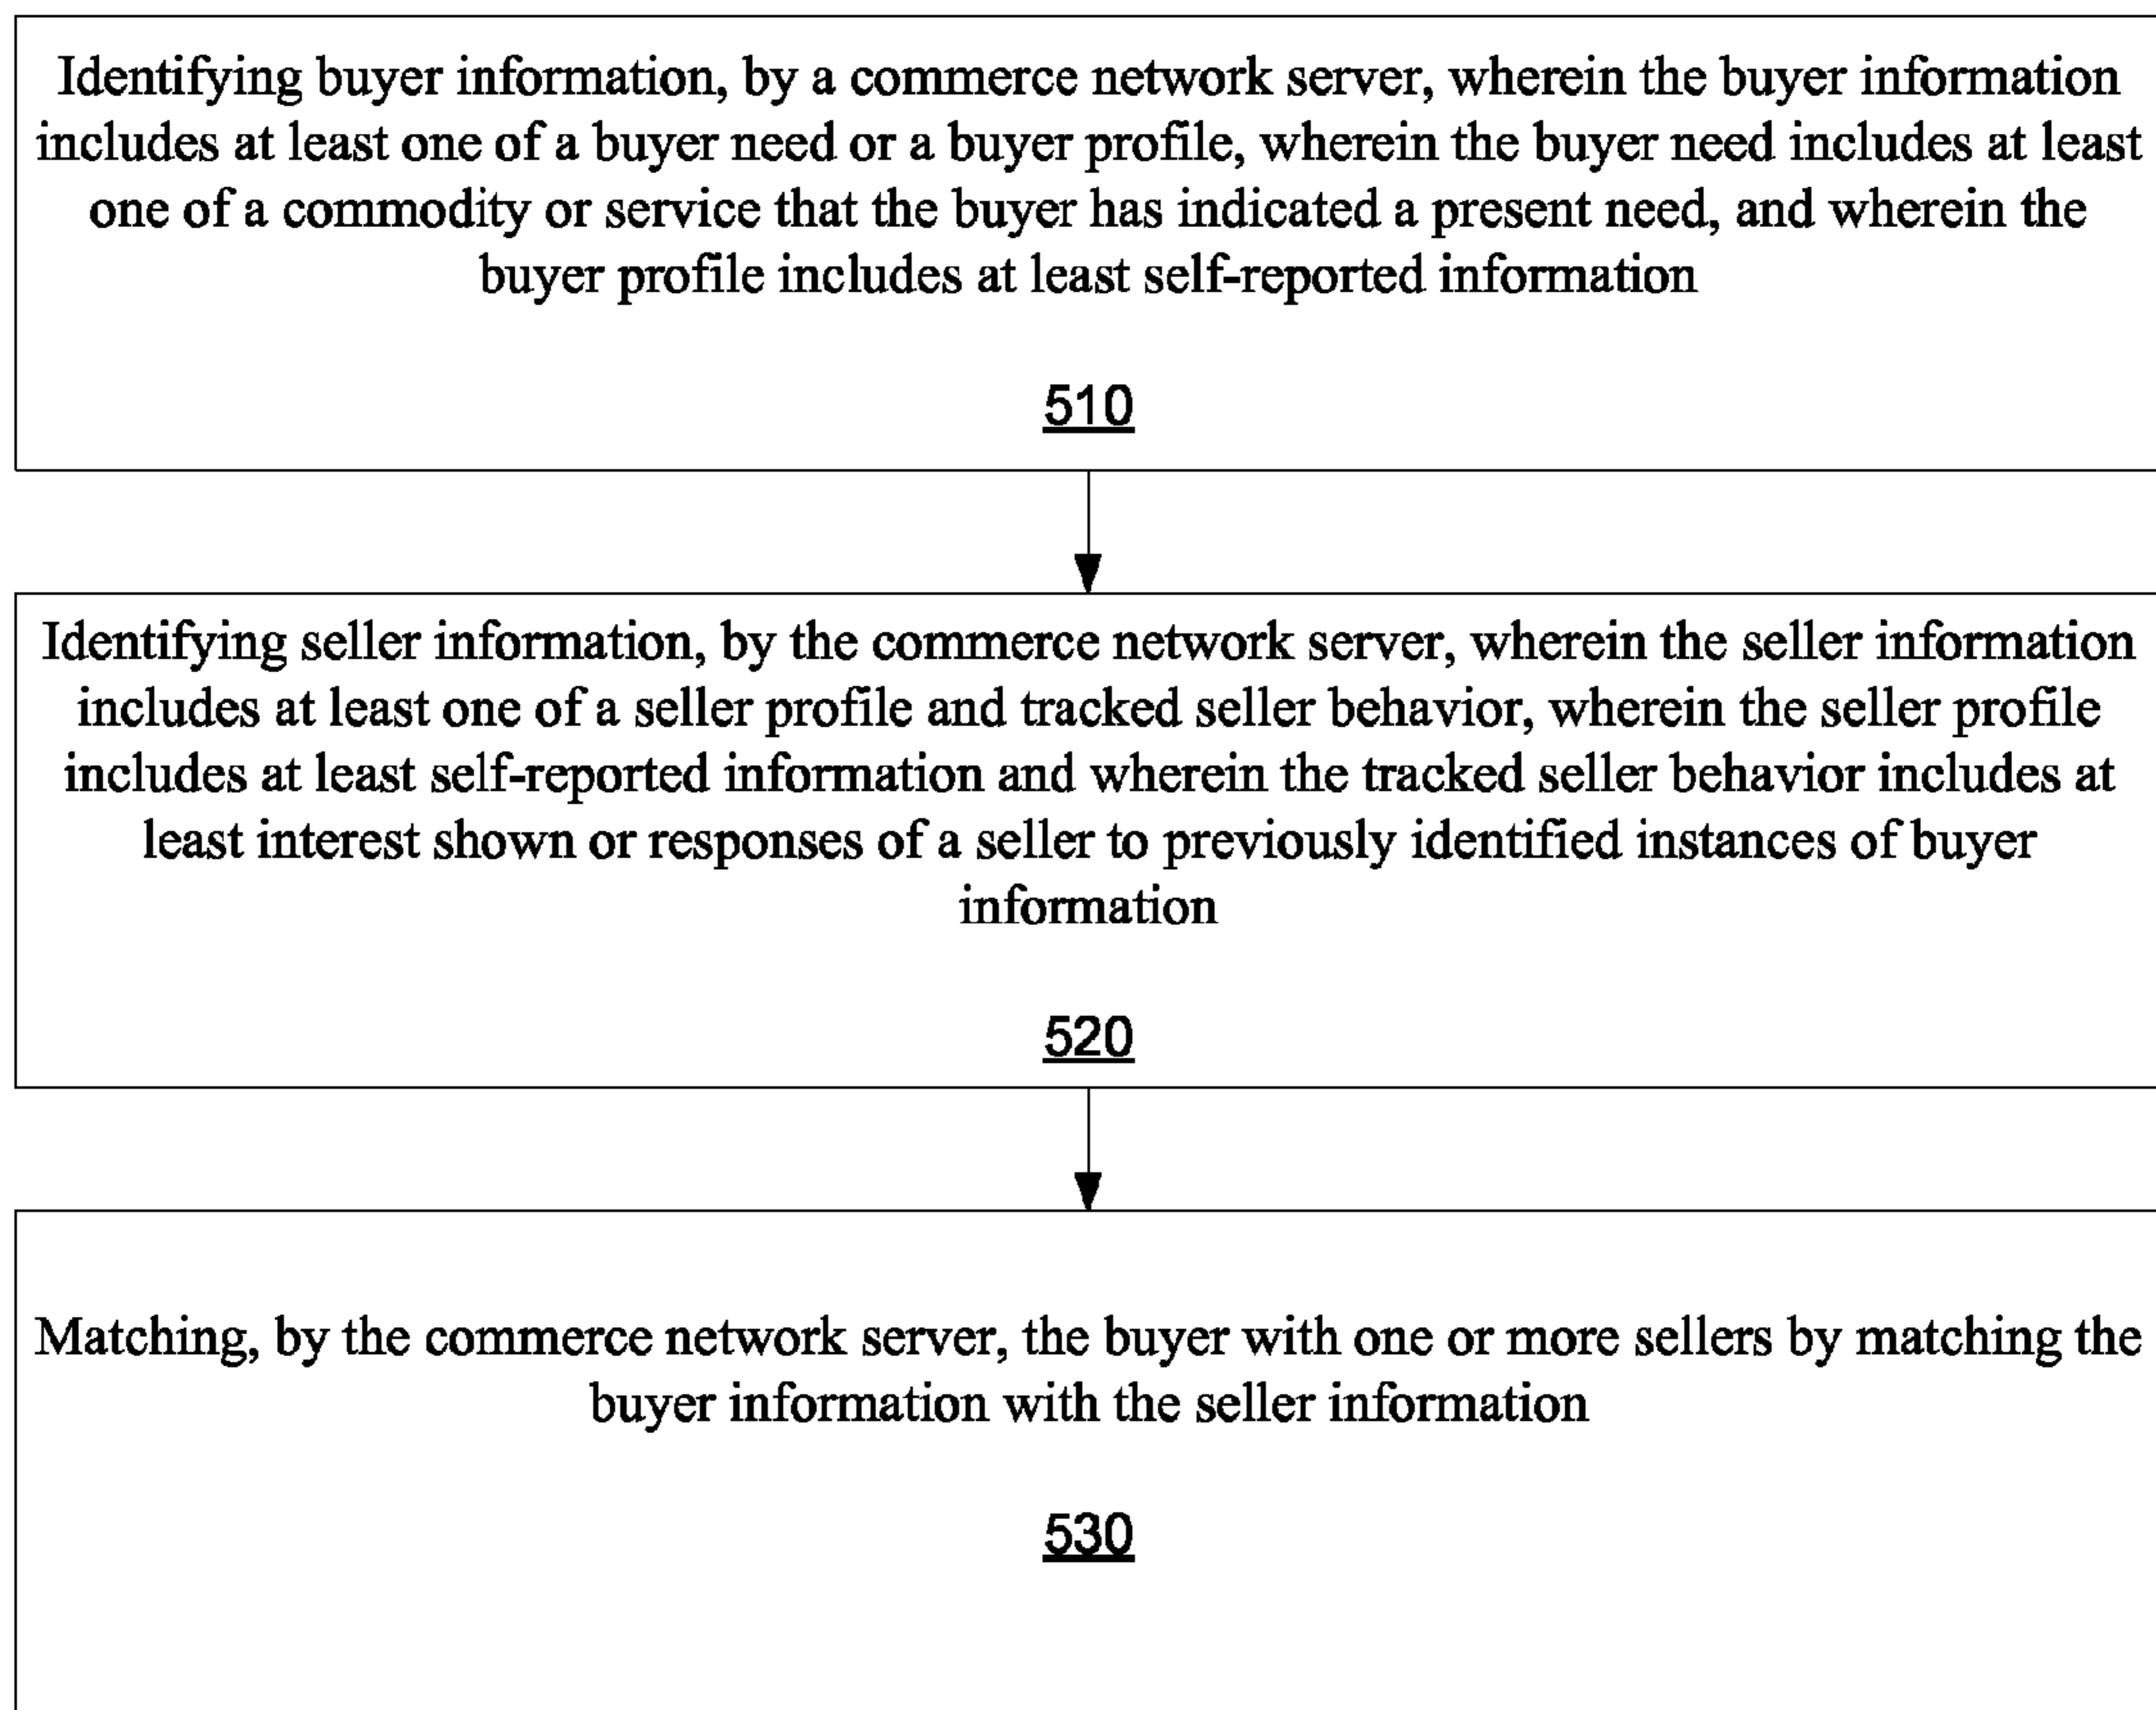 Identifying buyer information, by a commerce network server, wherein the buyer information
includes at least one of a buyer need or a buyer profile, wherein the buyer need includes at least
one of a commodity or service that the buyer has indicated a present need, and wherein the
buyer profile includes at least self-reported information
510
Identifying seller information, by the commerce network server, wherein the seller information
includes at least one of a seller profile and tracked seller behavior, wherein the seller profile
includes at least self-reported information and wherein the tracked seller behavior includes at
least interest shown or responses of a seller to previously identified instances of buyer
information
520
Matching, by the commerce network server, the buyer with one or more sellers by matching the
buyer information with the seller information
530